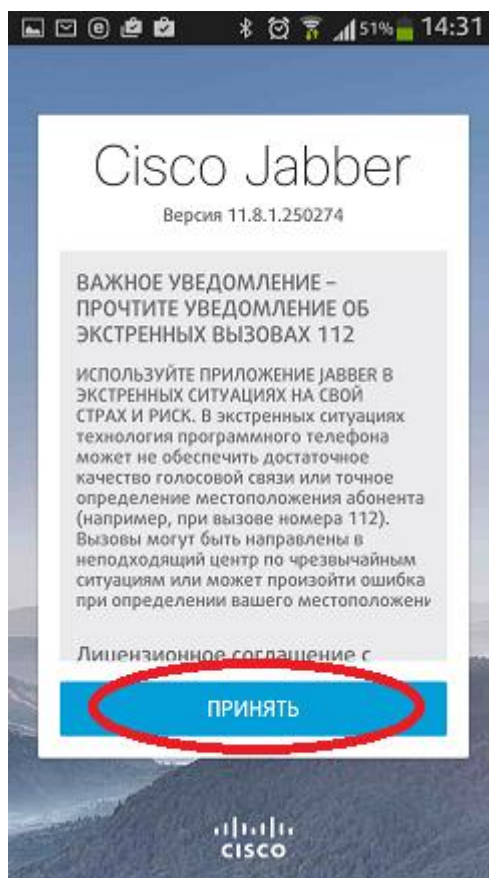 51% 14:31
Cisco Jabber
Версия 11.8.1.250274
ВАЖНОЕ УВЕДОМЛЕНИЕ –
ПРОЧТИТЕ УВЕДОМЛЕНИЕ ОБ
ЭКСТРЕННЫХ ВЫЗОВАХ 112
ИСПОЛЬЗУЙТЕ ПРИЛОЖЕНИЕ JABBER В
ЭКСТРЕННЫХ СИТУАЦИЯХ НА СВОЙ
СТРАХ И РИСК. В экстренных ситуациях
технология программного телефона
может не обеспечить достаточное
качество голосовой связи или точное
определение местоположения абонента
(например, при вызове номера 112).
Вызовы могут быть направлены в
неподходящий центр по чрезвычайным
ситуациям или может произойти ошибка
при определении вашего местоположени
Лицензионное соглашение с
ПРИНЯТЬ
CISCO